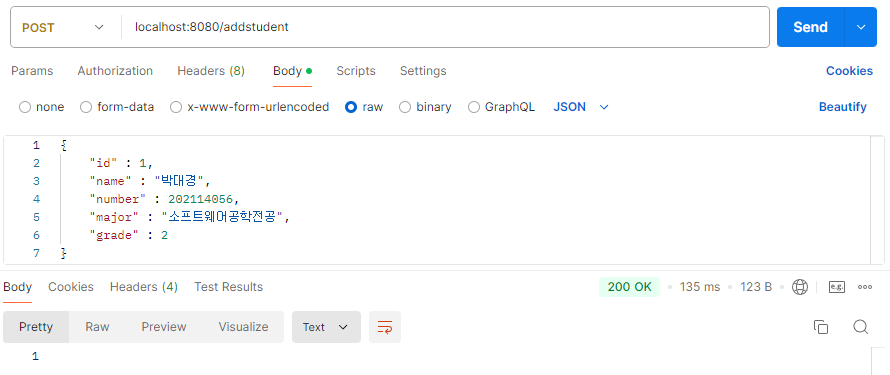 POST localhost:8080/addstudent Send
Params Authorization Headers (8) Body Scripts Settings Cookies
none form-data x-www-form-urlencoded raw binary GraphQL JSON Beautify
1 {
2 "id" : 1,
3 "name" : "박대경",
4 "number" : 202114056,
5 "major" : "소프트웨어공학전공",
6 "grade" : 2
7 }
Body Cookies Headers (4) Test Results 200 OK 135 ms 123 B e.g.
Pretty Raw Preview Visualize Text
1